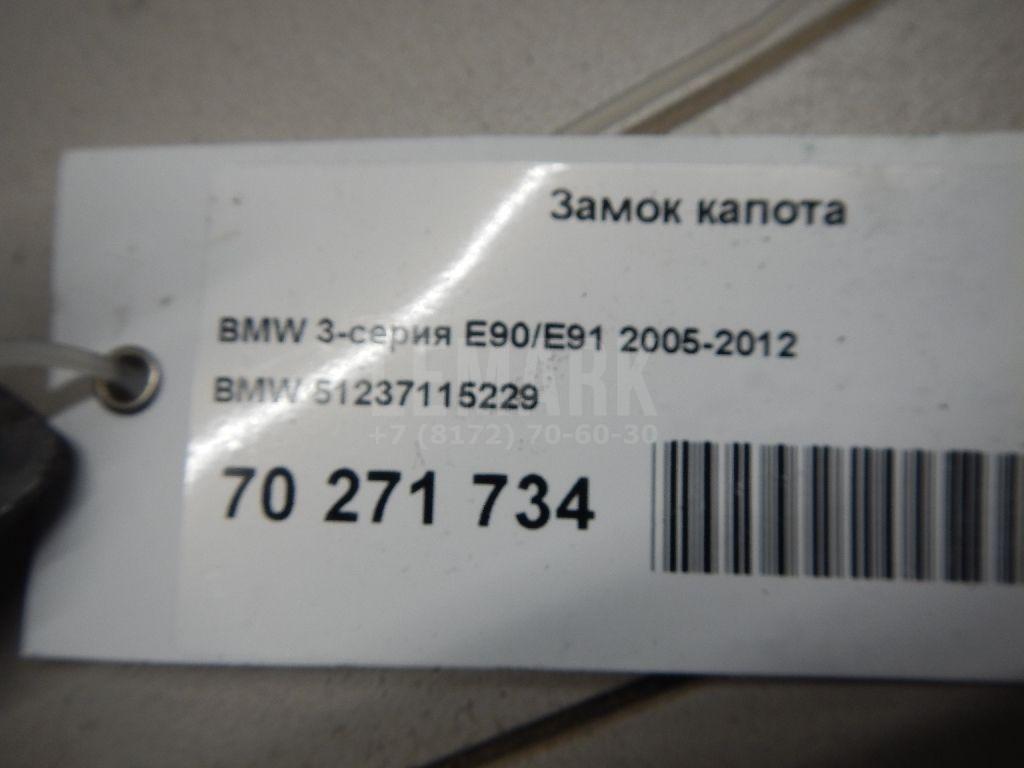 Замок капота
BMW 3-серия E90/E91 2005-2012
BMW 51237115229
LEMARK
+7 (8172) 70-60-30
70 271 734